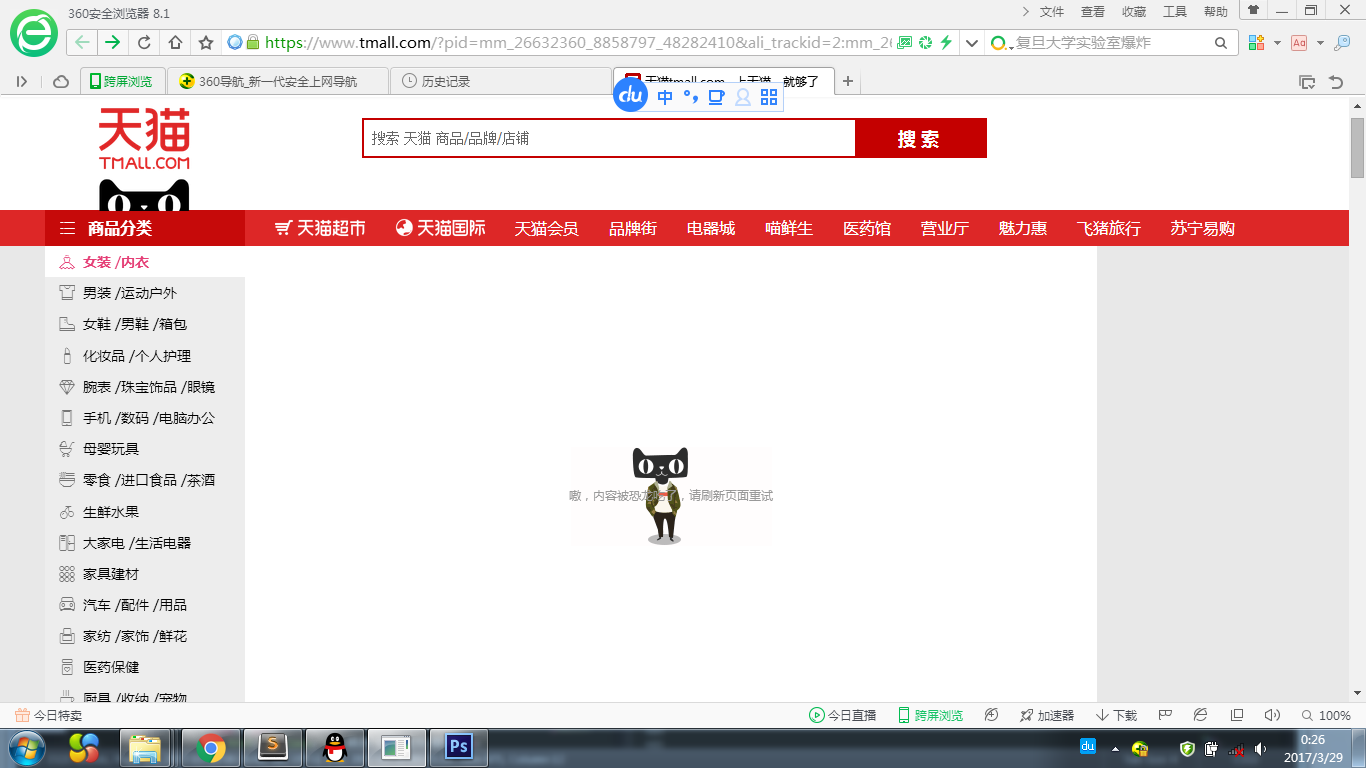 360安全浏览器 8.1
文件 查看 收藏 工具 帮助
https://www.tmall.com/?pid=mm_26632360_8858797_48282416&ali_trackid=2:mm_26
复旦大学实验室爆炸
跨屏浏览
360导航_新一代安全上网导航
历史记录
天猫tmall.com--上天猫，就够了
du 中
天猫
TMALL.COM
搜索 天猫 商品/品牌/店铺
搜 索
商品分类 天猫超市 天猫国际 天猫会员 品牌街 电器城 喵鲜生 医药馆 营业厅 魅力惠 飞猪旅行 苏宁易购
女装 /内衣
男装 /运动户外
女鞋 /男鞋 /箱包
化妆品 /个人护理
腕表 /珠宝饰品 /眼镜
手机 /数码 /电脑办公
母婴玩具
零食 /进口食品 /茶酒
生鲜水果
大家电 /生活电器
家具建材
汽车 /配件 /用品
家纺 /家饰 /鲜花
医药保健
厨具 /收纳 /宠物
嗷，内容被恐龙吃了，请刷新页面重试
今日特卖
今日直播 跨屏浏览 加速器 下载 100%
S Ps
du
0:26
2017/3/29